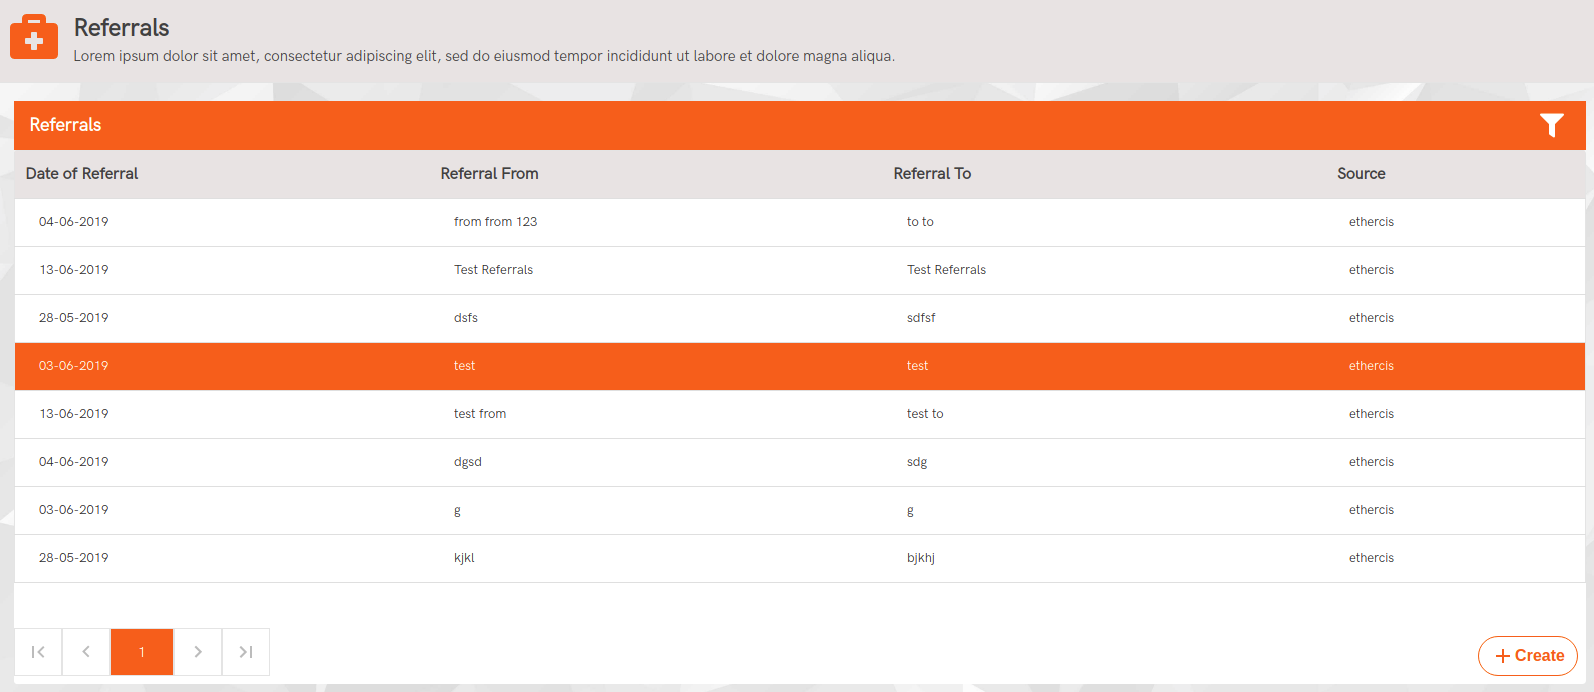 Referrals
Lorem ipsum dolor sit amet, consectetur adipiscing elit, sed do eiusmod tempor incididunt ut labore et dolore magna aliqua.
Referrals
Date of Referral Referral From Referral To Source
04-06-2019 from from 123 to to ethercis
13-06-2019 Test Referrals Test Referrals ethercis
28-05-2019 dsfs sdfsf ethercis
03-06-2019 test test ethercis
13-06-2019 test from test to ethercis
04-06-2019 dgsd sdg ethercis
03-06-2019 g g ethercis
28-05-2019 kjkl bjkhj ethercis
1
+ Create